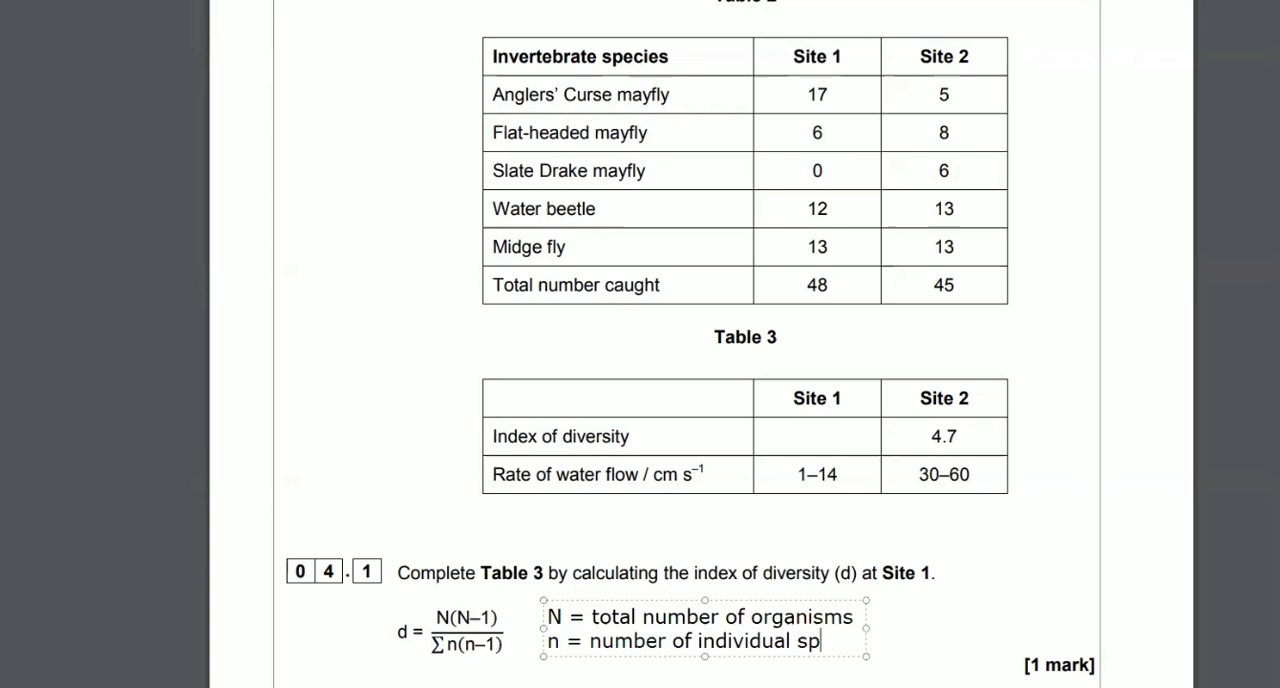 Invertebrate species Site 1 Site 2
Anglers' Curse mayfly 17 5
Flat-headed mayfly 6 8
Slate Drake mayfly 0 6
Water beetle 12 13
Midge fly 13 13
Total number caught 48 45
Table 3
Site 1 Site 2
Index of diversity 4.7
Rate of water flow / cm s⁻¹ 1–14 30–60
0 4 . 1 Complete Table 3 by calculating the index of diversity (d) at Site 1.
d = N(N–1) / Σn(n–1)
N = total number of organisms
n = number of individual sp
[1 mark]